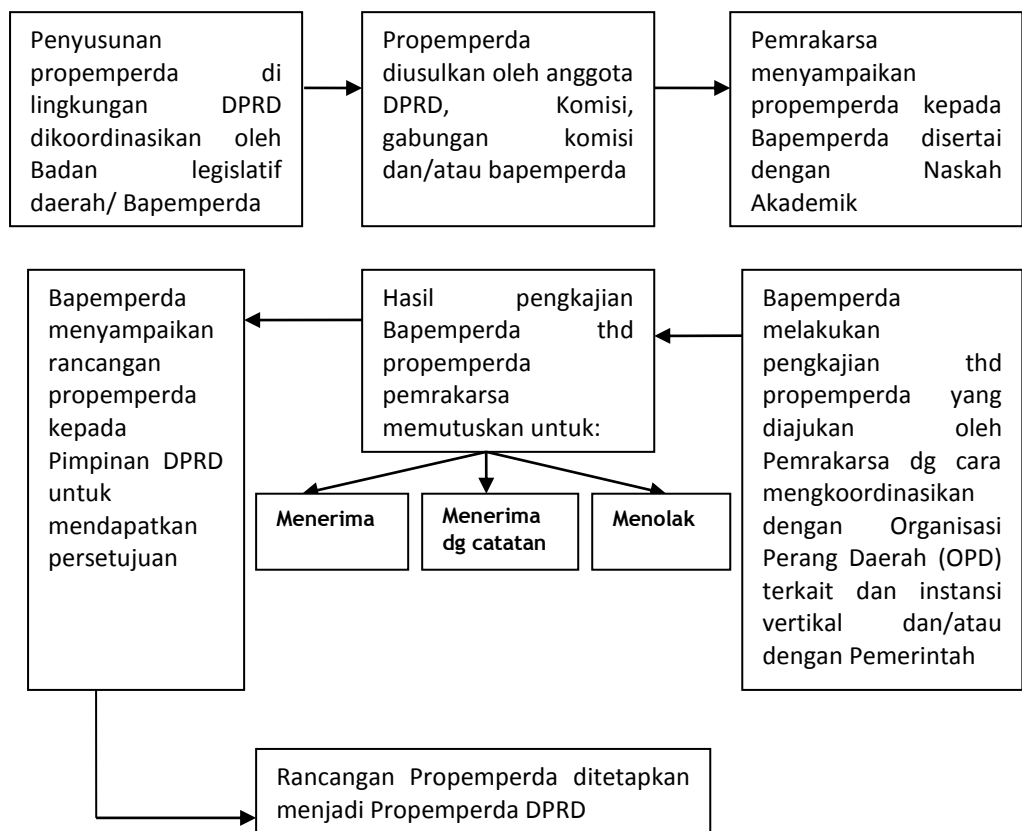 Penyusunan
propemperda di
lingkungan DPRD
dikoordinasikan oleh
Badan legislatif
daerah/ Bapemperda
Propemperda
diusulkan oleh anggota
DPRD, Komisi,
gabungan komisi
dan/atau bapemperda
Pemrakarsa
menyampaikan
propemperda kepada
Bapemperda disertai
dengan Naskah
Akademik
Bapemperda
melakukan
pengkajian thd
propemperda yang
diajukan oleh
Pemrakarsa dg cara
mengkoordinasikan
dengan Organisasi
Perang Daerah (OPD)
terkait dan instansi
vertikal dan/atau
dengan Pemerintah
Hasil pengkajian
Bapemperda thd
propemperda
pemrakarsa
memutuskan untuk:
Menerima
Menerima
dg catatan
Menolak
Bapemperda
menyampaikan
rancangan
propemperda
kepada
Pimpinan DPRD
untuk
mendapatkan
persetujuan
Rancangan Propemperda ditetapkan
menjadi Propemperda DPRD